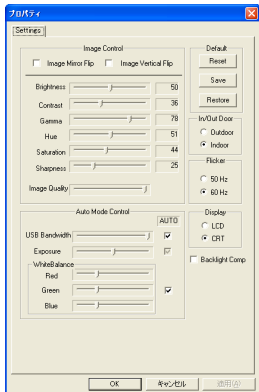 プロパティ
Settings
Image Control
Image Mirror Flip
Image Vertical Flip
Brightness 50
Contrast 36
Gamma 78
Hue 51
Saturation 44
Sharpness 25
Image Quality
Default
Reset
Save
Restore
In/Out Door
Outdoor
Indoor
Flicker
50 Hz
60 Hz
Auto Mode Control
AUTO
USB Bandwidth
Exposure
WhiteBalance
Red
Green
Blue
Display
LCD
CRT
Backlight Comp
OK
キャンセル
適用(A)